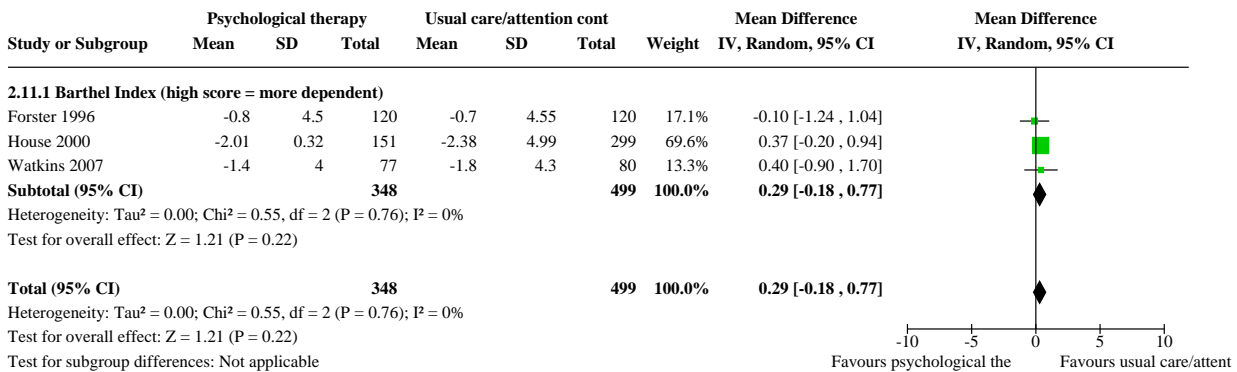 Psychological therapy Usual care/attention cont Mean Difference Mean Difference
Study or Subgroup Mean SD Total Mean SD Total Weight IV, Random, 95% CI IV, Random, 95% CI
2.11.1 Barthel Index (high score = more dependent)
Forster 1996 -0.8 4.5 120 -0.7 4.55 120 17.1% -0.10 [-1.24 , 1.04]
House 2000 -2.01 0.32 151 -2.38 4.99 299 69.6% 0.37 [-0.20 , 0.94]
Watkins 2007 -1.4 4 77 -1.8 4.3 80 13.3% 0.40 [-0.90 , 1.70]
Subtotal (95% CI) 348 499 100.0% 0.29 [-0.18 , 0.77]
Heterogeneity: Tau² = 0.00; Chi² = 0.55, df = 2 (P = 0.76); I² = 0%
Test for overall effect: Z = 1.21 (P = 0.22)
Total (95% CI) 348 499 100.0% 0.29 [-0.18 , 0.77]
Heterogeneity: Tau² = 0.00; Chi² = 0.55, df = 2 (P = 0.76); I² = 0%
Test for overall effect: Z = 1.21 (P = 0.22)
-10 -5 0 5 10
Test for subgroup differences: Not applicable Favours psychological the Favours usual care/attent